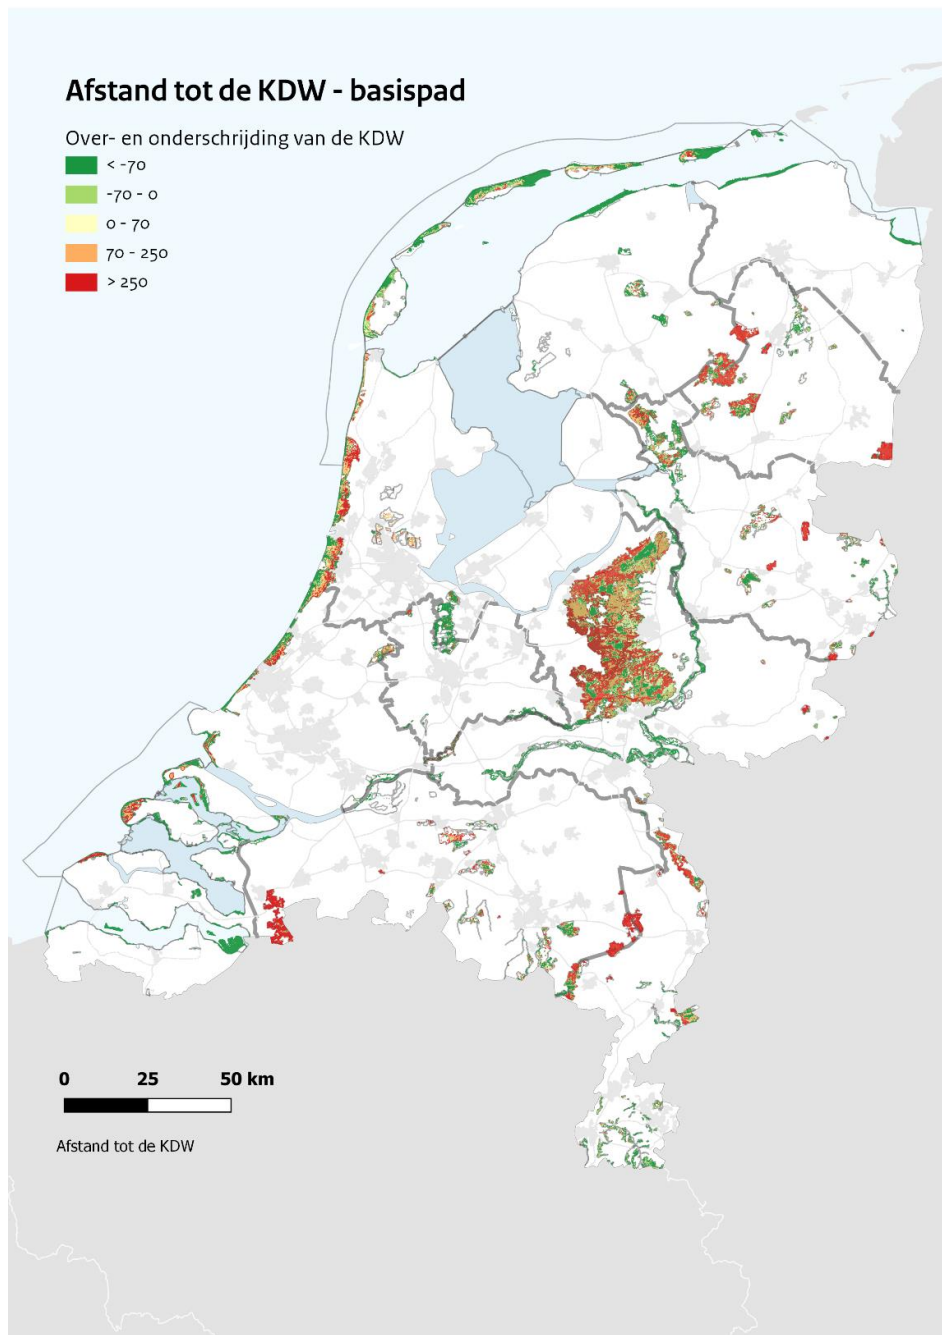 Afstand tot de KDW - basispad
Over- en onderschrijding van de KDW
< -70
-70 - 0
0 - 70
70 - 250
> 250
0 25 50 km
Afstand tot de KDW